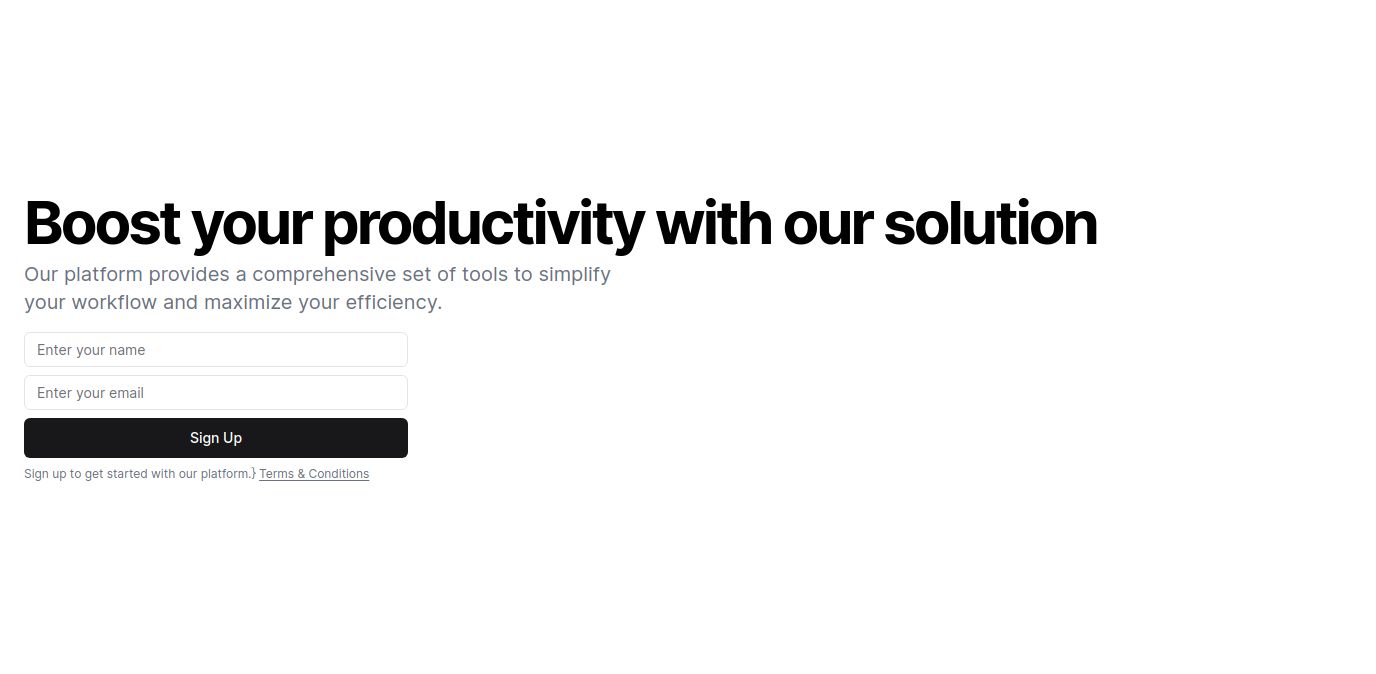 Boost your productivity with our solution
Our platform provides a comprehensive set of tools to simplify
your workflow and maximize your efficiency.
Enter your name
Enter your email
Sign Up
Sign up to get started with our platform.} Terms & Conditions